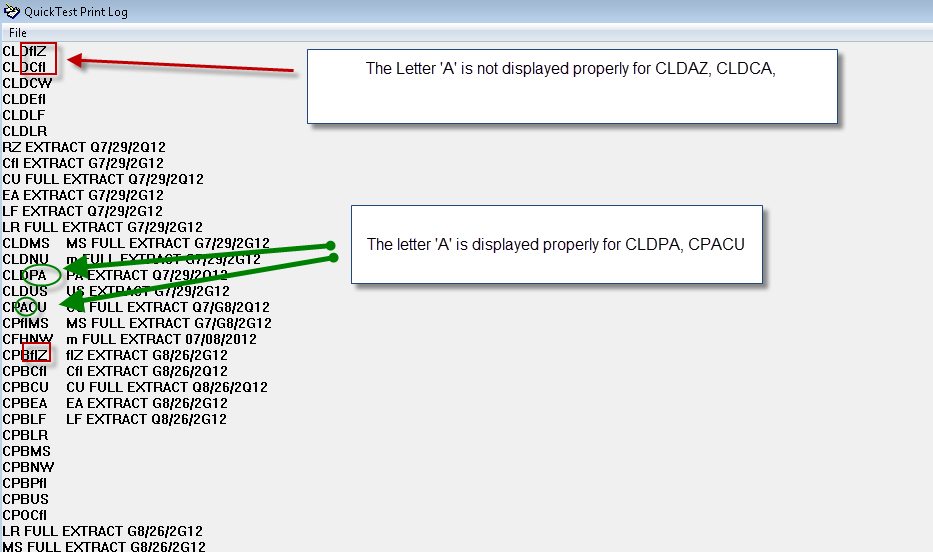 QuickTest Print Log
File
CLDflZ
CLDCfl
The Letter 'A' is not displayed properly for CLDAZ, CLDCA,
CLDCW
CLDEfl
CLDLF
CLDLR
RZ EXTRACT Q7/29/2Q12
Cfl EXTRACT G7/29/2G12
CU FULL EXTRACT Q7/29/2Q12
EA EXTRACT G7/29/2G12
LF EXTRACT Q7/29/2G12
LR FULL EXTRACT G7/29/2G12
CLDMS MS FULL EXTRACT G7/29/2G12
The letter 'A' is displayed properly for CLDPA, CPACU
CLDNU m FULL EXTRACT G7/29/2G12
CLDPA PA EXTRACT Q7/29/2Q12
CLDUS US EXTRACT G7/29/2G12
CPACU CU FULL EXTRACT Q7/G8/2Q12
CPflMS MS FULL EXTRACT G7/G8/2G12
CFHNW m FULL EXTRACT 07/08/2012
CPBflZ flZ EXTRACT G8/26/2G12
CPBCfl Cfl EXTRACT G8/26/2G12
CPBCU CU FULL EXTRACT Q8/26/2Q12
CPBEA EA EXTRACT G8/26/2G12
CPBLF LF EXTRACT Q8/26/2G12
CPBLR
CPBMS
CPBNW
CPBPfl
CPBUS
CPOCfl
LR FULL EXTRACT G8/26/2G12
MS FULL EXTRACT G8/26/2G12